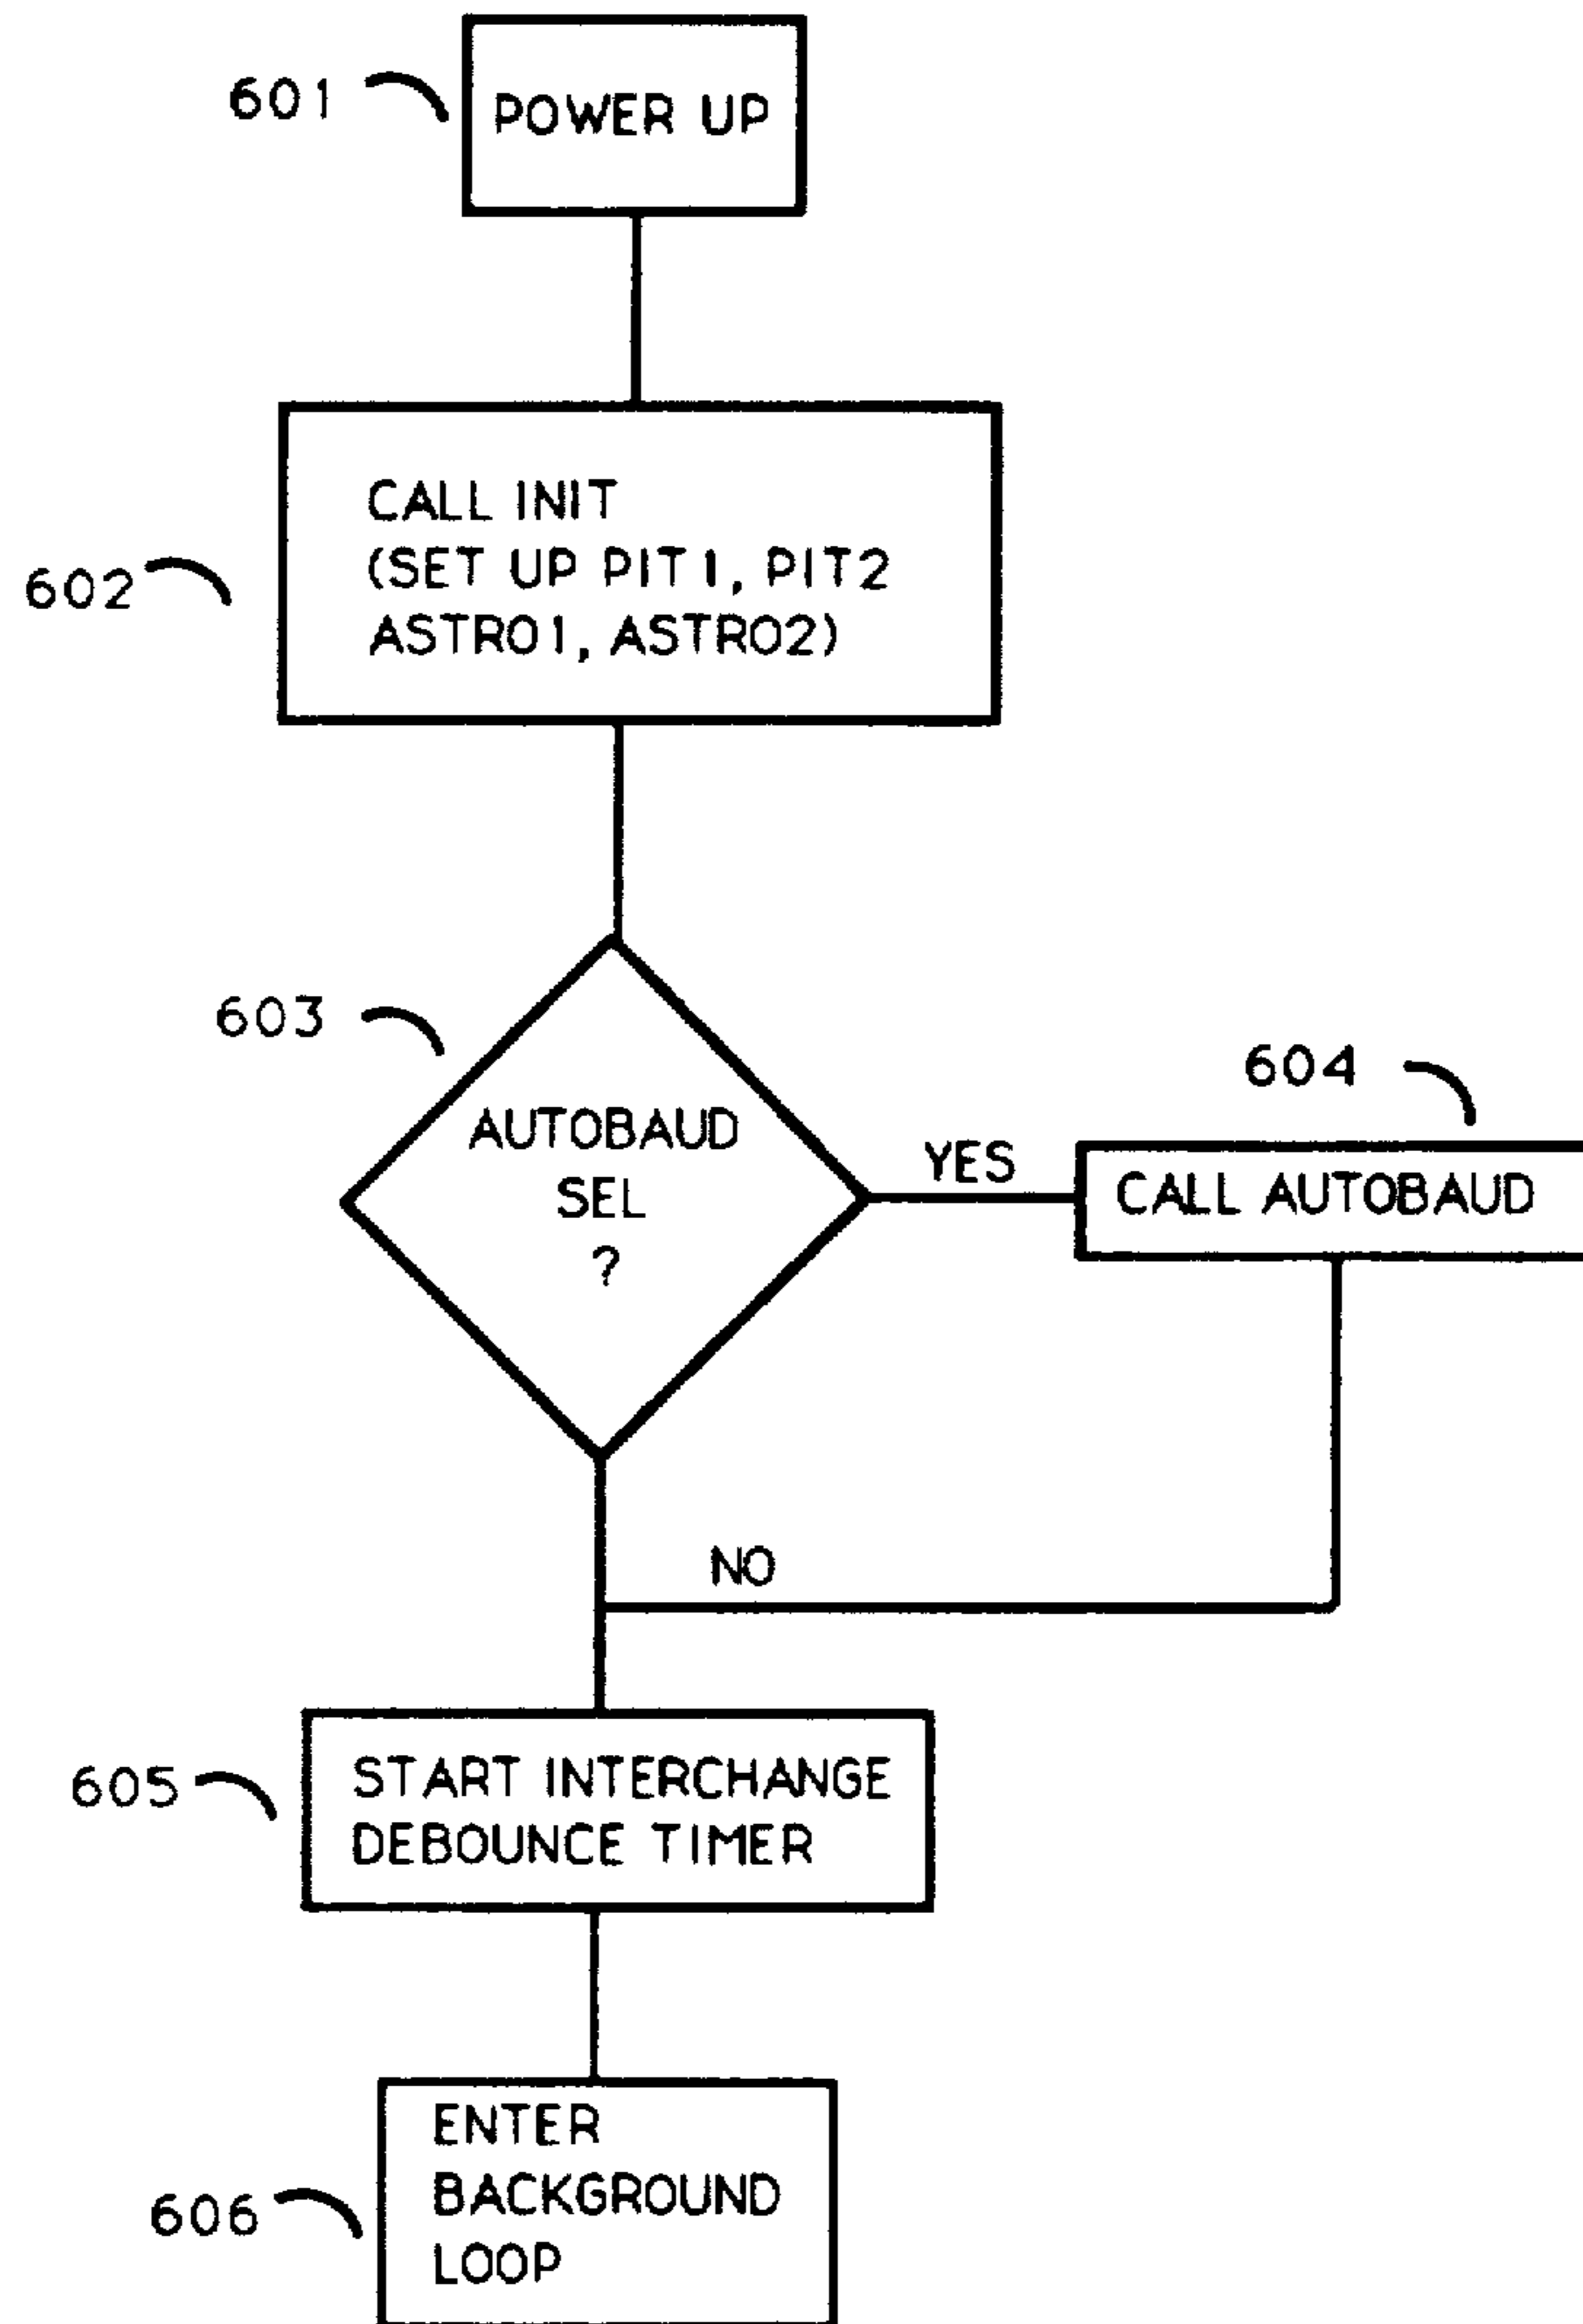 601
POWER UP
602
CALL INIT
(SET UP PIT1, PIT2
ASTRO1, ASTRO2)
603
AUTOBAUD
SEL
?
YES
604
CALL AUTOBAUD
NO
605
START INTERCHANGE
DEBOUNCE TIMER
606
ENTER
BACKGROUND
LOOP